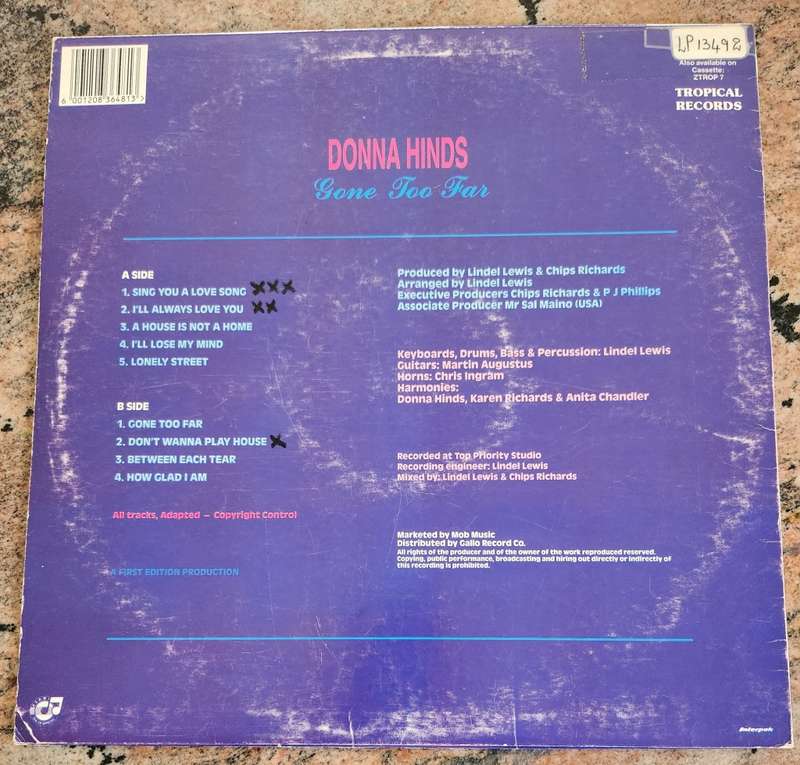 6 001208 364813 >
LP 13492
Also available on
Cassette:
ZTROP 7
TROPICAL
RECORDS
DONNA HINDS
Gone Too Far
A SIDE
1. SING YOU A LOVE SONG XXX
2. I'LL ALWAYS LOVE YOU XX
3. A HOUSE IS NOT A HOME
4. I'LL LOSE MY MIND
5. LONELY STREET
B SIDE
1. GONE TOO FAR
2. DON'T WANNA PLAY HOUSE X
3. BETWEEN EACH TEAR
4. HOW GLAD I AM
All tracks, Adapted – Copyright Control
A FIRST EDITION PRODUCTION
Produced by Lindel Lewis & Chips Richards
Arranged by Lindel Lewis
Executive Producers Chips Richards & P J Phillips
Associate Producer Mr Sal Maino (USA)
Keyboards, Drums, Bass & Percussion: Lindel Lewis
Guitars: Martin Augustus
Horns: Chris Ingram
Harmonies:
Donna Hinds, Karen Richards & Anita Chandler
Recorded at Top Priority Studio
Recording engineer: Lindel Lewis
Mixed by: Lindel Lewis & Chips Richards
Marketed by Mob Music
Distributed by Gallo Record Co.
All rights of the producer and of the owner of the work reproduced reserved.
Copying, public performance, broadcasting and hiring out directly or indirectly of
this recording is prohibited.
Interpak